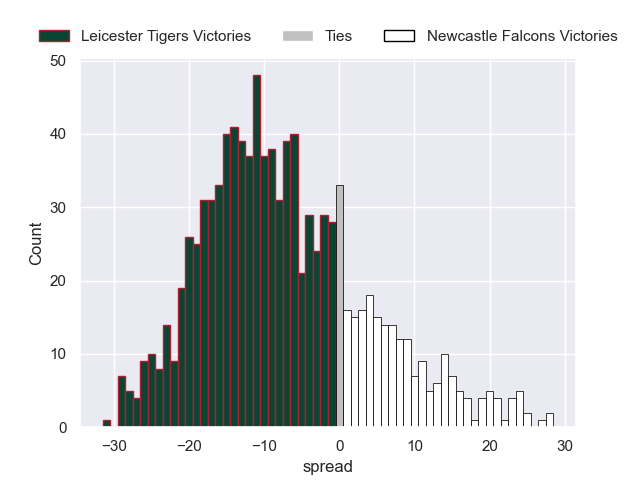 Leicester Tigers Victories Ties Newcastle Falcons Victories
50
40
30
20
10
0
Count
−30 −20 −10 0 10 20 30
spread